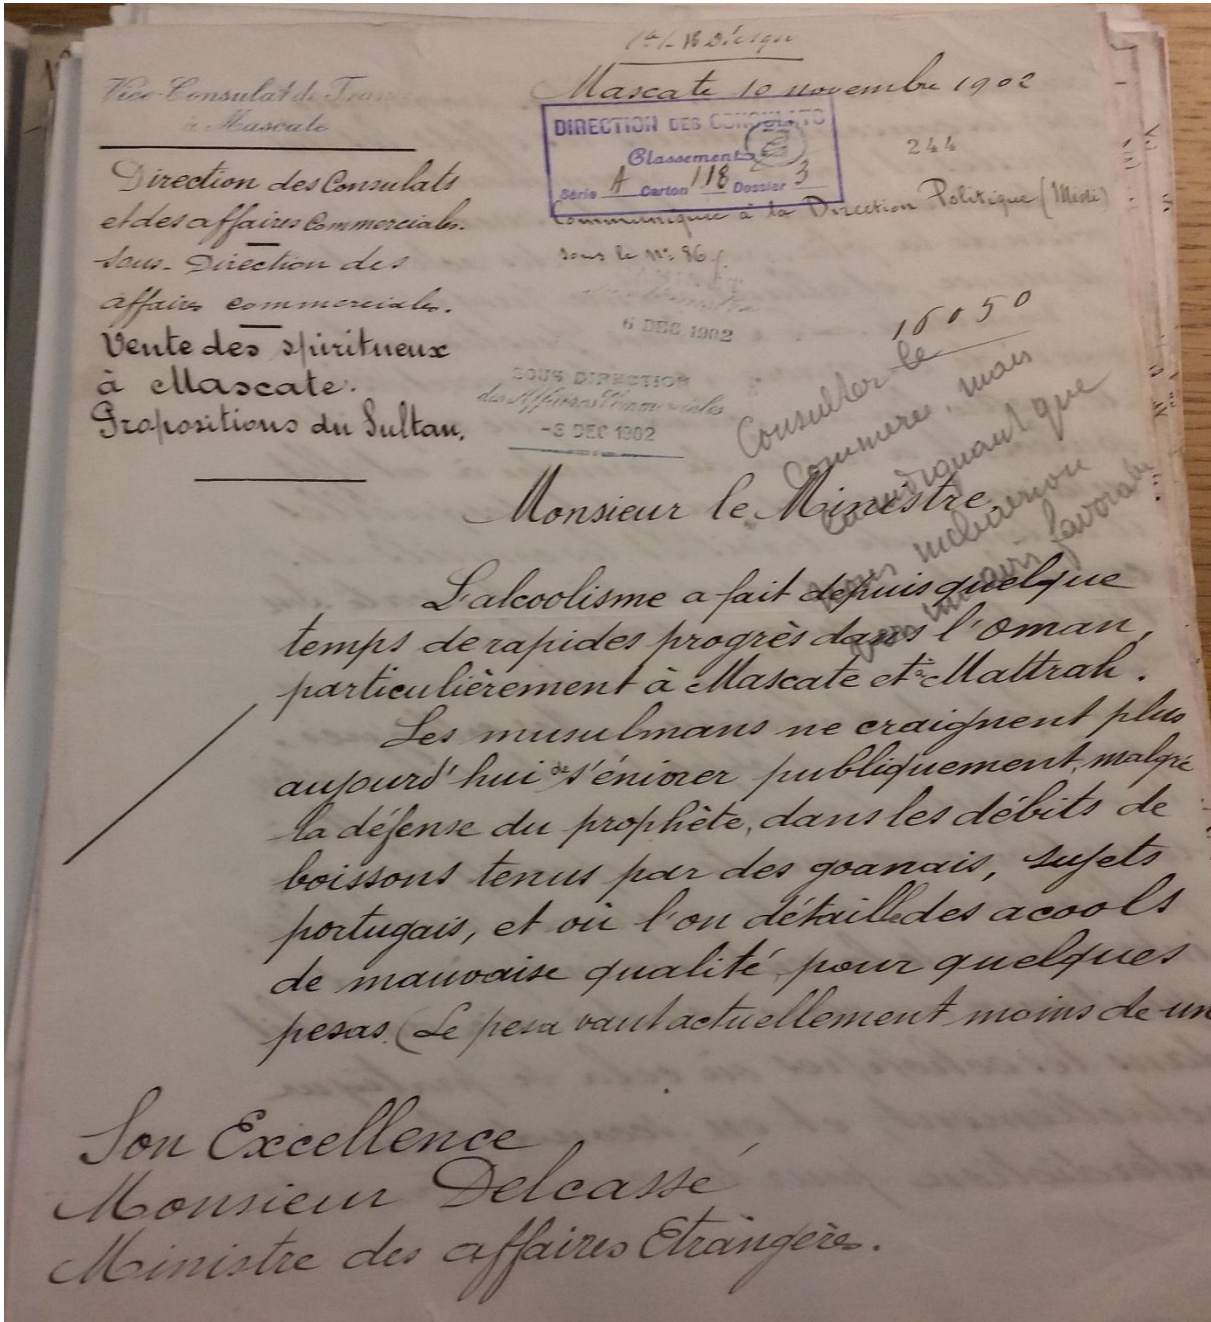 Mascate 10 novembre 1902
Vice-Consulat de
à Mascate
DIRECTION DES CONSULATS
Classement
Série A Carton 118 Dossier 3
244
Direction des Consulats
et des affaires Commerciales.
Sous-Direction des
affaires commerciales.
Communiquée à la Direction Politique (Midi)
sous le No: 86
6 DEC 1902
16050
Vente des spiritueux
à Mascate.
Propositions du Sultan.
SOUS DIRECTION
des Affaires Commerciales
-8 DEC 1902
Consulter le
Commerce, mais
en indiquant que
nous inclinerions
vers un avis favorable
Monsieur le Ministre,
L'alcoolisme a fait depuis quelque
temps de rapides progrès dans l'Oman,
particulièrement à Mascate et à Mattrah.
Les musulmans ne craignent plus
aujourd'hui de s'énivrer publiquement, malgré
la défense du prophète, dans les débits de
boissons tenus par des goanais, sujets
portugais, et où l'on détaille des acools
de mauvaise qualité pour quelques
pesas. (Le pesa vaut actuellement moins de un
Son Excellence
Monsieur Delcassé
Ministre des affaires Etrangères.